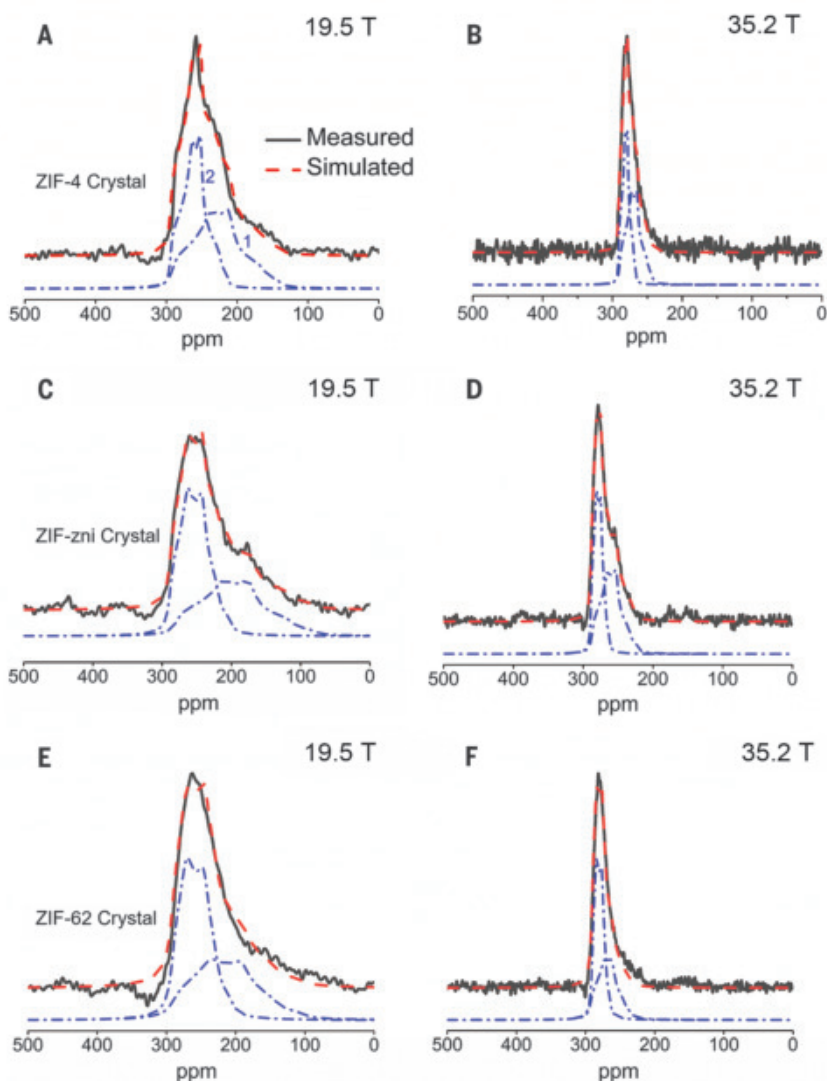 A 19.5 T
B 35.2 T
Measured
Simulated
ZIF-4 Crystal
2
1
500 400 300 200 100 0
ppm
500 400 300 200 100 0
ppm
C 19.5 T
D 35.2 T
ZIF-zni Crystal
500 400 300 200 100 0
ppm
500 400 300 200 100 0
ppm
E 19.5 T
F 35.2 T
ZIF-62 Crystal
500 400 300 200 100 0
ppm
500 400 300 200 100 0
ppm